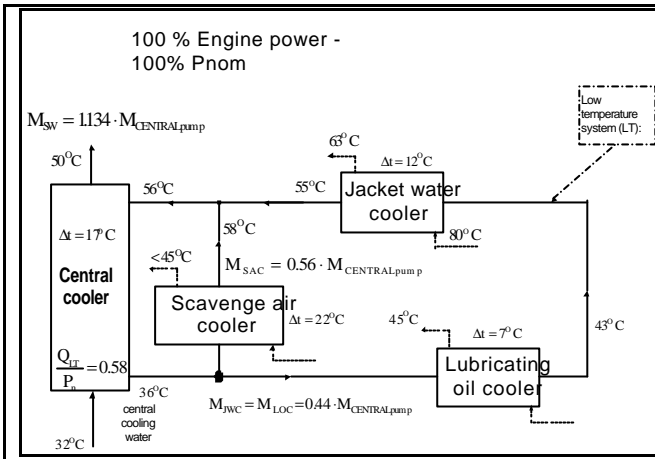 100 % Engine power -
100% Pnom
Low
temperature
system (LT):
M_SW = 1.134 · M_CENTRALpump
63°C
Δt = 12°C
50°C
56°C
55°C
Jacket water
cooler
Δt = 17°C
58°C
80°C
<45°C
M_SAC = 0.56 · M_CENTRALpump
Central
cooler
Scavenge air
cooler
Δt = 22°C
45°C
Δt = 7°C
43°C
Q_LT/P_n = 0.58
Lubricating
oil cooler
36°C
central
cooling
water
M_JWC = M_LOC = 0.44 · M_CENTRALpump
32°C